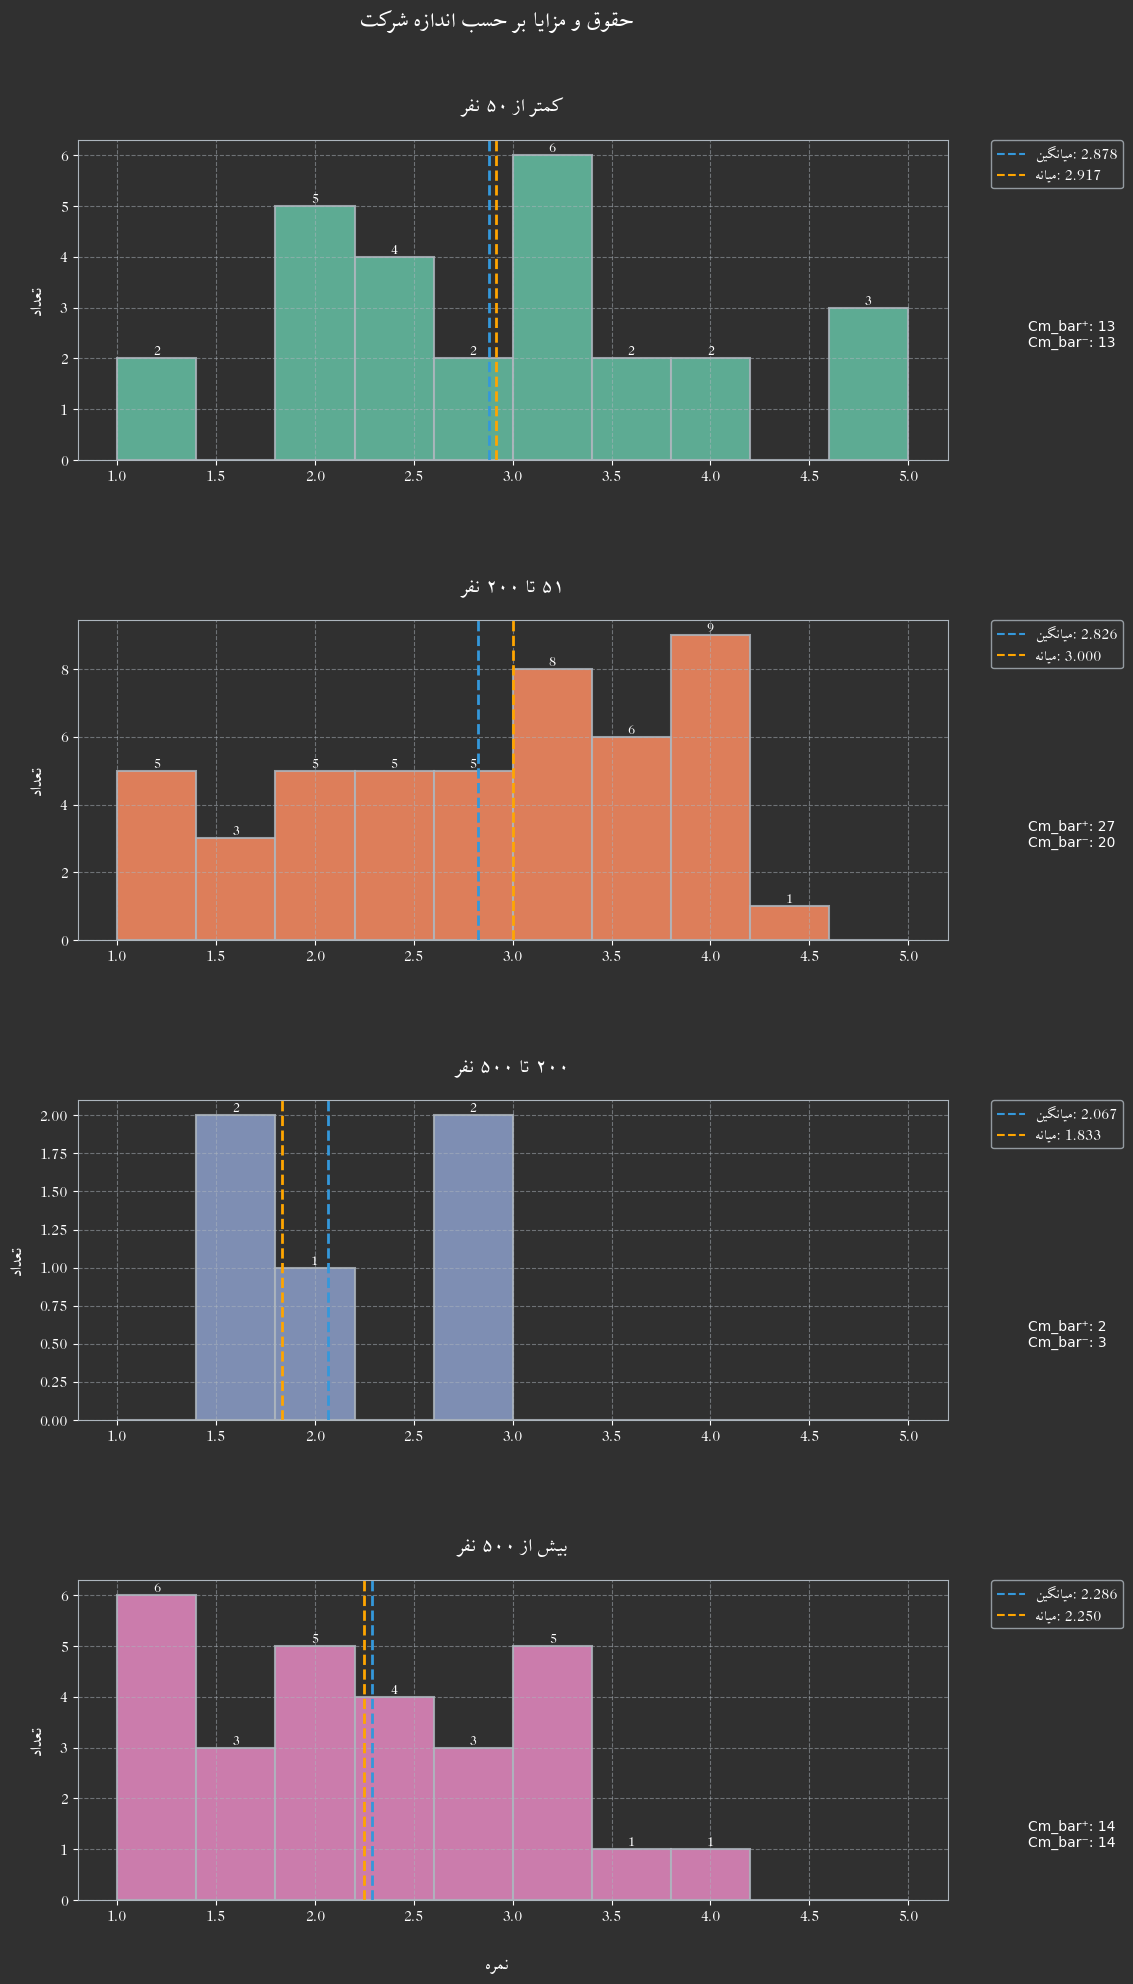 حقوق و مزایا بر حسب اندازه شرکت
کمتر از ۵۰ نفر
میانگین: 2.878
میانه: 2.917
تعداد
6
5
4
3
2
1
0
2
5
4
2
6
2
2
3
Cm_bar⁺: 13
Cm_bar⁻: 13
1.0 1.5 2.0 2.5 3.0 3.5 4.0 4.5 5.0
۵۱ تا ۲۰۰ نفر
میانگین: 2.826
میانه: 3.000
تعداد
8
6
4
2
0
5
3
5
5
5
8
6
9
1
Cm_bar⁺: 27
Cm_bar⁻: 20
1.0 1.5 2.0 2.5 3.0 3.5 4.0 4.5 5.0
۲۰۰ تا ۵۰۰ نفر
میانگین: 2.067
میانه: 1.833
تعداد
2.00
1.75
1.50
1.25
1.00
0.75
0.50
0.25
0.00
2
1
2
Cm_bar⁺: 2
Cm_bar⁻: 3
1.0 1.5 2.0 2.5 3.0 3.5 4.0 4.5 5.0
بیش از ۵۰۰ نفر
میانگین: 2.286
میانه: 2.250
تعداد
6
5
4
3
2
1
0
6
3
5
4
3
5
1
1
Cm_bar⁺: 14
Cm_bar⁻: 14
1.0 1.5 2.0 2.5 3.0 3.5 4.0 4.5 5.0
نمره